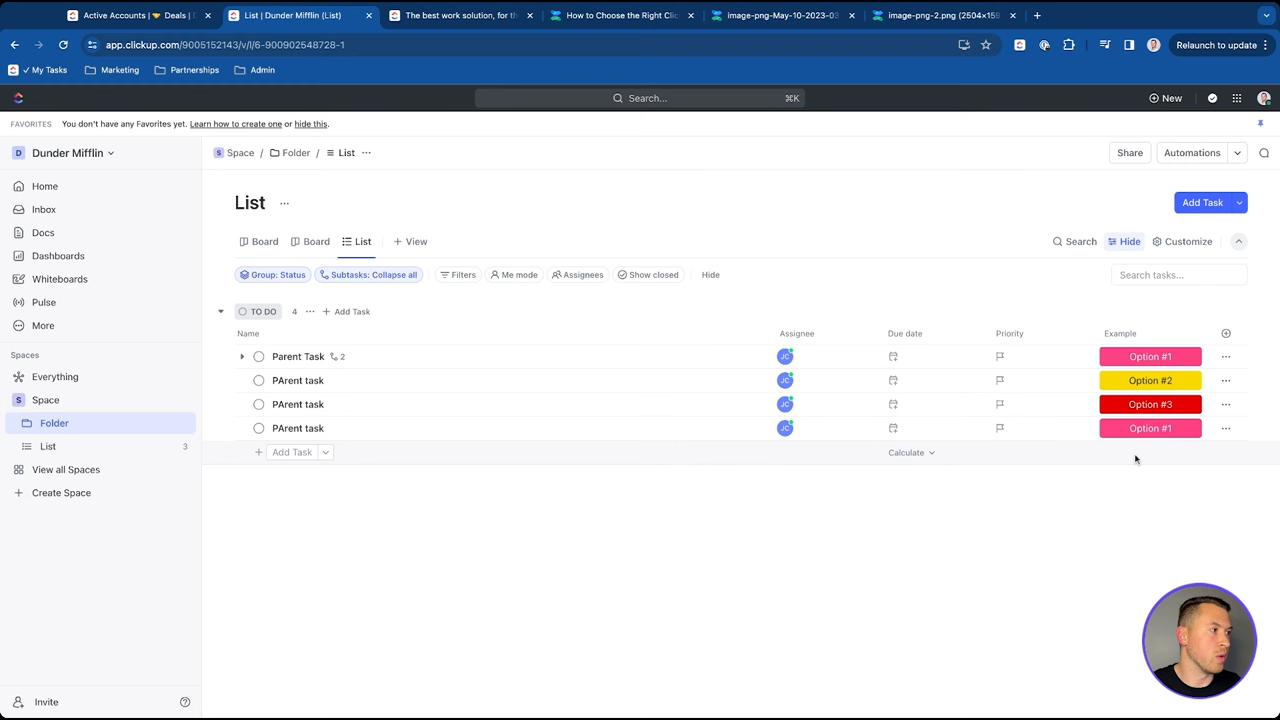 Active Accounts | 🤝 Deals | D
List | Dunder Mifflin (List)
The best work solution, for th
How to Choose the Right Clic
image-png-May-10-2023-03
image-png-2.png (2504×159
app.clickup.com/9005152143/v/l/6-900902548728-1
Relaunch to update
✓ My Tasks
Marketing
Partnerships
Admin
Search...
⌘K
New
FAVORITES
You don't have any Favorites yet. Learn how to create one or hide this.
D Dunder Mifflin
S Space / Folder / List ...
Share
Automations
Home
Inbox
Docs
Dashboards
Whiteboards
Pulse
More
Spaces
Everything
S Space
Folder
List 3
View all Spaces
Create Space
Invite
List ...
Add Task
Board
Board
List
+ View
Search
Hide
Customize
Group: Status
Subtasks: Collapse all
Filters
Me mode
Assignees
Show closed
Hide
Search tasks...
TO DO 4 ... + Add Task
Name Assignee Due date Priority Example
Parent Task 2 JC Option #1 ...
PArent task JC Option #2 ...
PArent task JC Option #3 ...
PArent task JC Option #1 ...
+ Add Task Calculate